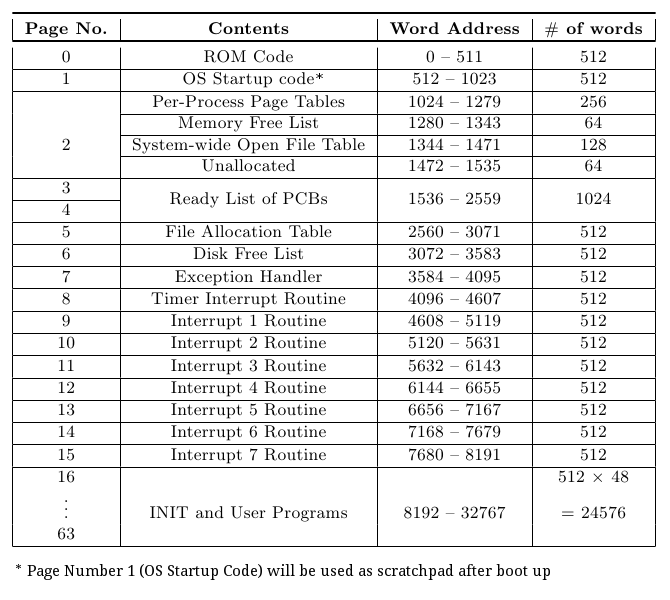 Page No. Contents Word Address # of words
0 ROM Code 0 – 511 512
1 OS Startup code* 512 – 1023 512
Per-Process Page Tables 1024 – 1279 256
Memory Free List 1280 – 1343 64
2 System-wide Open File Table 1344 – 1471 128
Unallocated 1472 – 1535 64
3
Ready List of PCBs 1536 – 2559 1024
4
5 File Allocation Table 2560 – 3071 512
6 Disk Free List 3072 – 3583 512
7 Exception Handler 3584 – 4095 512
8 Timer Interrupt Routine 4096 – 4607 512
9 Interrupt 1 Routine 4608 – 5119 512
10 Interrupt 2 Routine 5120 – 5631 512
11 Interrupt 3 Routine 5632 – 6143 512
12 Interrupt 4 Routine 6144 – 6655 512
13 Interrupt 5 Routine 6656 – 7167 512
14 Interrupt 6 Routine 7168 – 7679 512
15 Interrupt 7 Routine 7680 – 8191 512
16 512 × 48
⋮ INIT and User Programs 8192 – 32767 = 24576
63
* Page Number 1 (OS Startup Code) will be used as scratchpad after boot up